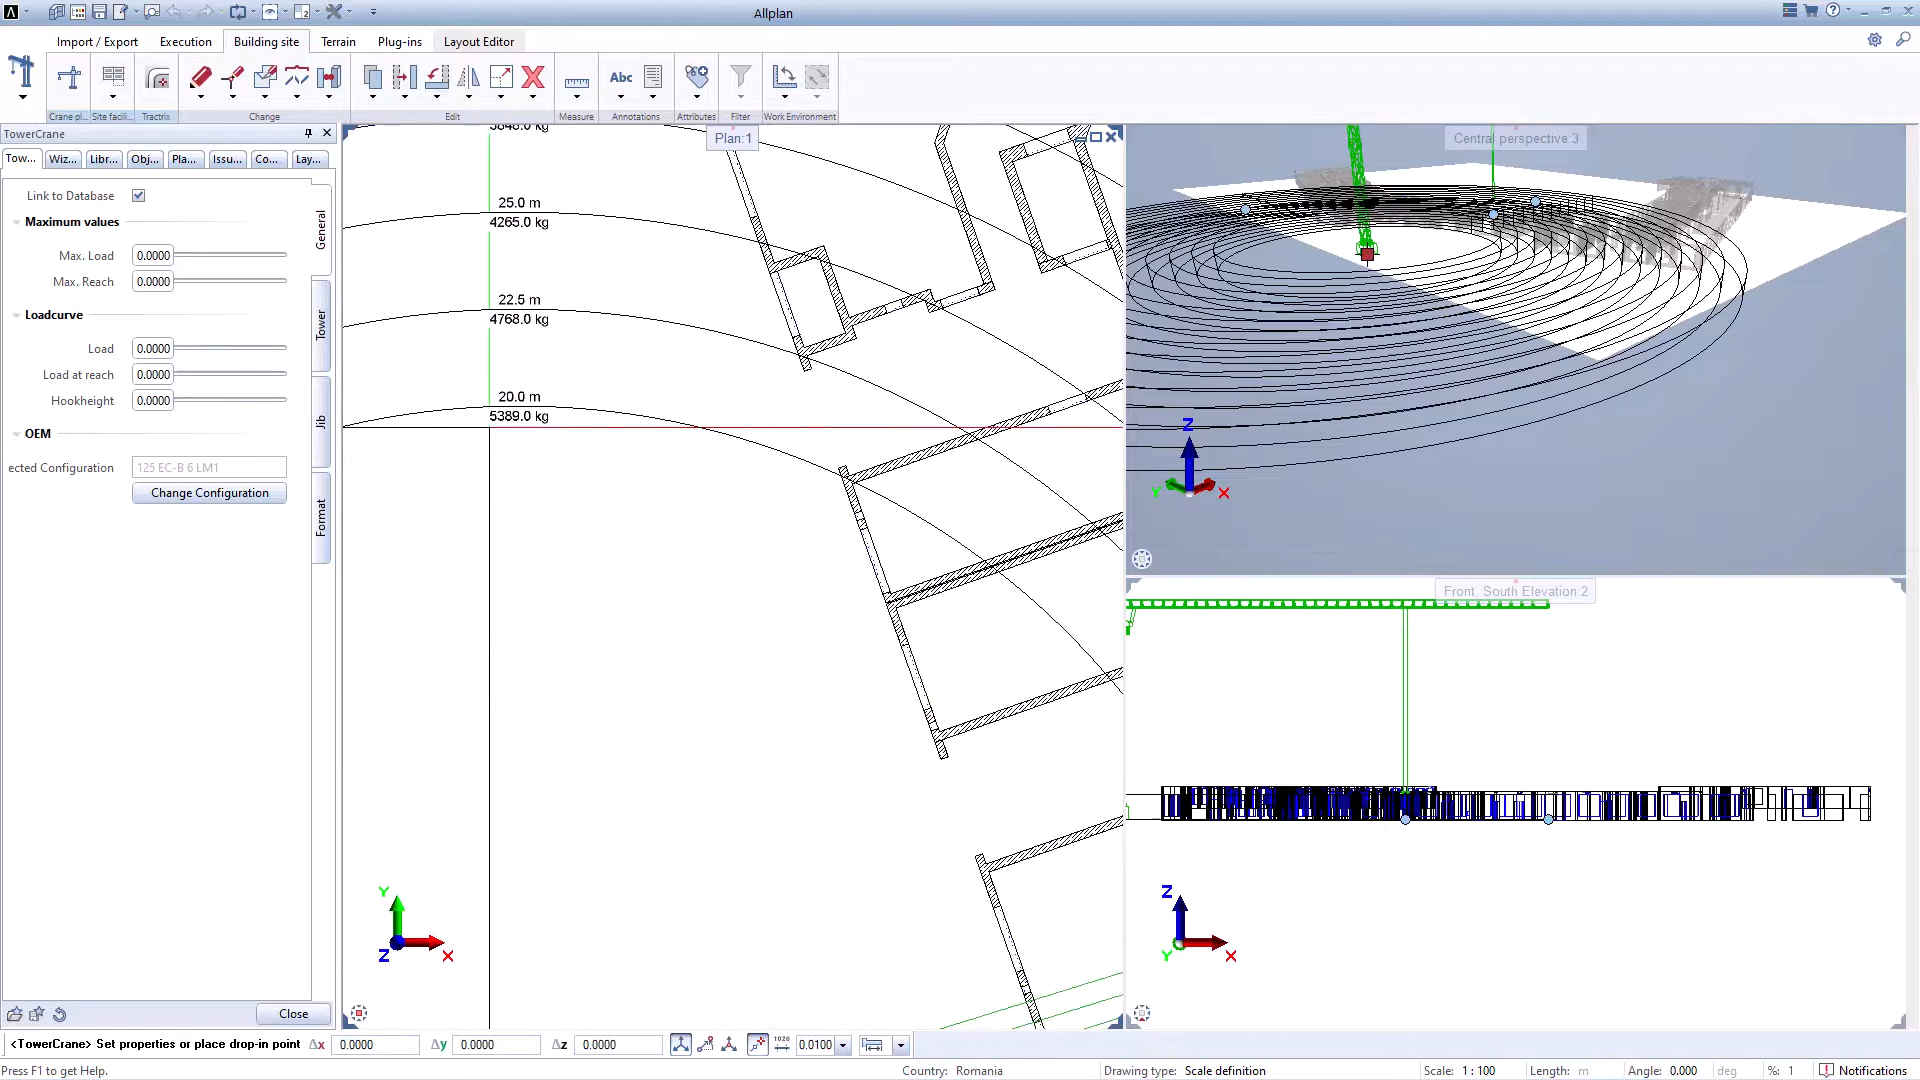 Allplan
Import / Export
Execution
Building site
Terrain
Plug-ins
Layout Editor
Abc
Crane pl...
Site facili...
Tractrix
Change
Edit
Measure
Annotations
Attributes
Filter
Work Environment
TowerCrane
Tow...
Wiz...
Libr...
Obj...
Pla...
Issu...
Co...
Lay...
Link to Database
Maximum values
Max. Load 0.0000
Max. Reach 0.0000
Loadcurve
Load 0.0000
Load at reach 0.0000
Hookheight 0.0000
OEM
ected Configuration 125 EC-B 6 LM1
Change Configuration
General
Tower
Jib
Format
Close
Plan:1
3848.0 kg
25.0 m
4265.0 kg
22.5 m
4768.0 kg
20.0 m
5389.0 kg
Y
Z
X
Central perspective:3
Z
Y
X
Front, South Elevation:2
Z
Y
X
<TowerCrane> Set properties or place drop-in point
Δx 0.0000
Δy 0.0000
Δz 0.0000
1020
0.0100
Press F1 to get Help.
Country: Romania
Drawing type: Scale definition
Scale: 1 : 100
Length: m
Angle: 0.000 deg
%: 1
Notifications